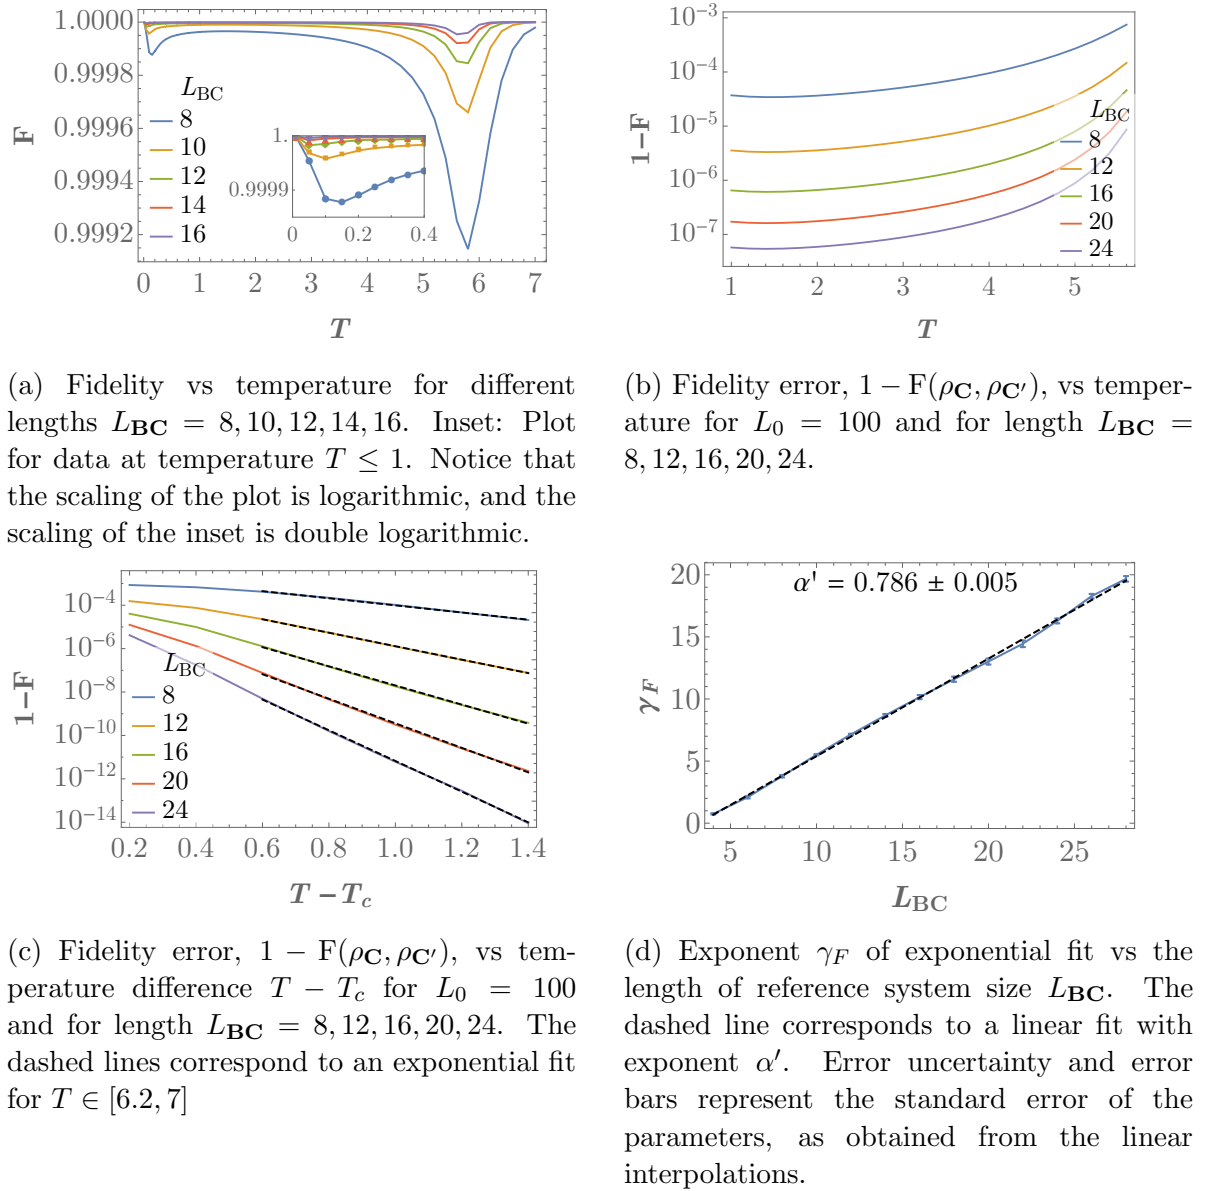 1.0000
0.9998
0.9996
0.9994
0.9992
F
L_BC
8
10
12
14
16
1
0.9999
0
0.2
0.4
0 1 2 3 4 5 6 7
T
10^−3
10^−4
10^−5
10^−6
10^−7
1−F
L_BC
8
12
16
20
24
1 2 3 4 5
T
(a) Fidelity vs temperature for different
lengths L_BC = 8, 10, 12, 14, 16. Inset: Plot
for data at temperature T ≤ 1. Notice that
the scaling of the plot is logarithmic, and the
scaling of the inset is double logarithmic.
(b) Fidelity error, 1 − F(ρ_C, ρ_C′), vs temper-
ature for L_0 = 100 and for length L_BC =
8, 12, 16, 20, 24.
10^−4
10^−6
10^−8
10^−10
10^−12
10^−14
1−F
L_BC
8
12
16
20
24
0.2 0.4 0.6 0.8 1.0 1.2 1.4
T − T_c
α' = 0.786 ± 0.005
20
15
10
5
0
γ_F
5 10 15 20 25
L_BC
(c) Fidelity error, 1 − F(ρ_C, ρ_C′), vs tem-
perature difference T − T_c for L_0 = 100
and for length L_BC = 8, 12, 16, 20, 24. The
dashed lines correspond to an exponential fit
for T ∈ [6.2, 7]
(d) Exponent γ_F of exponential fit vs the
length of reference system size L_BC. The
dashed line corresponds to a linear fit with
exponent α′. Error uncertainty and error
bars represent the standard error of the
parameters, as obtained from the linear
interpolations.